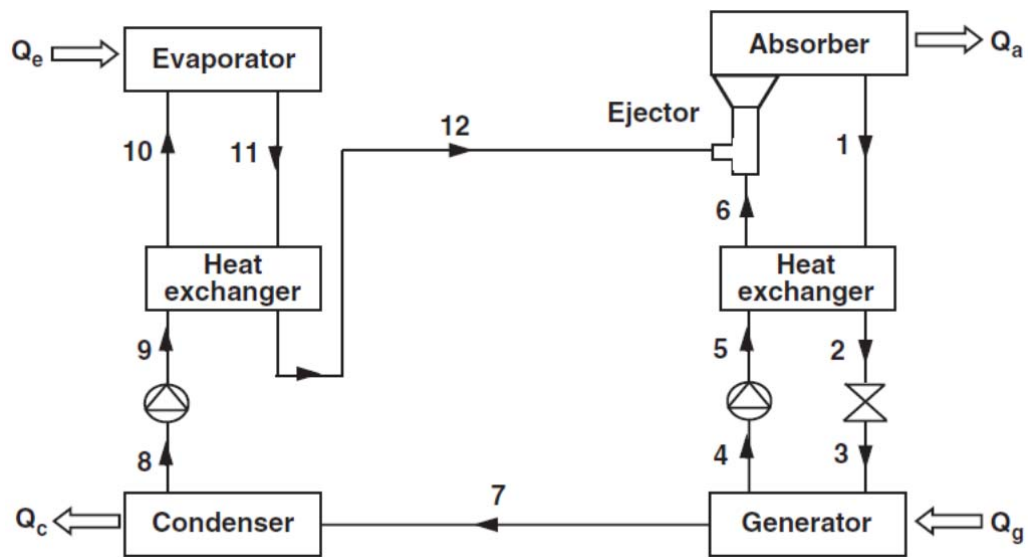 Qe
Evaporator
Absorber
Qa
Ejector
12
10
11
1
6
Heat
exchanger
Heat
exchanger
9
5
2
8
4
3
7
Qc
Condenser
Generator
Qg